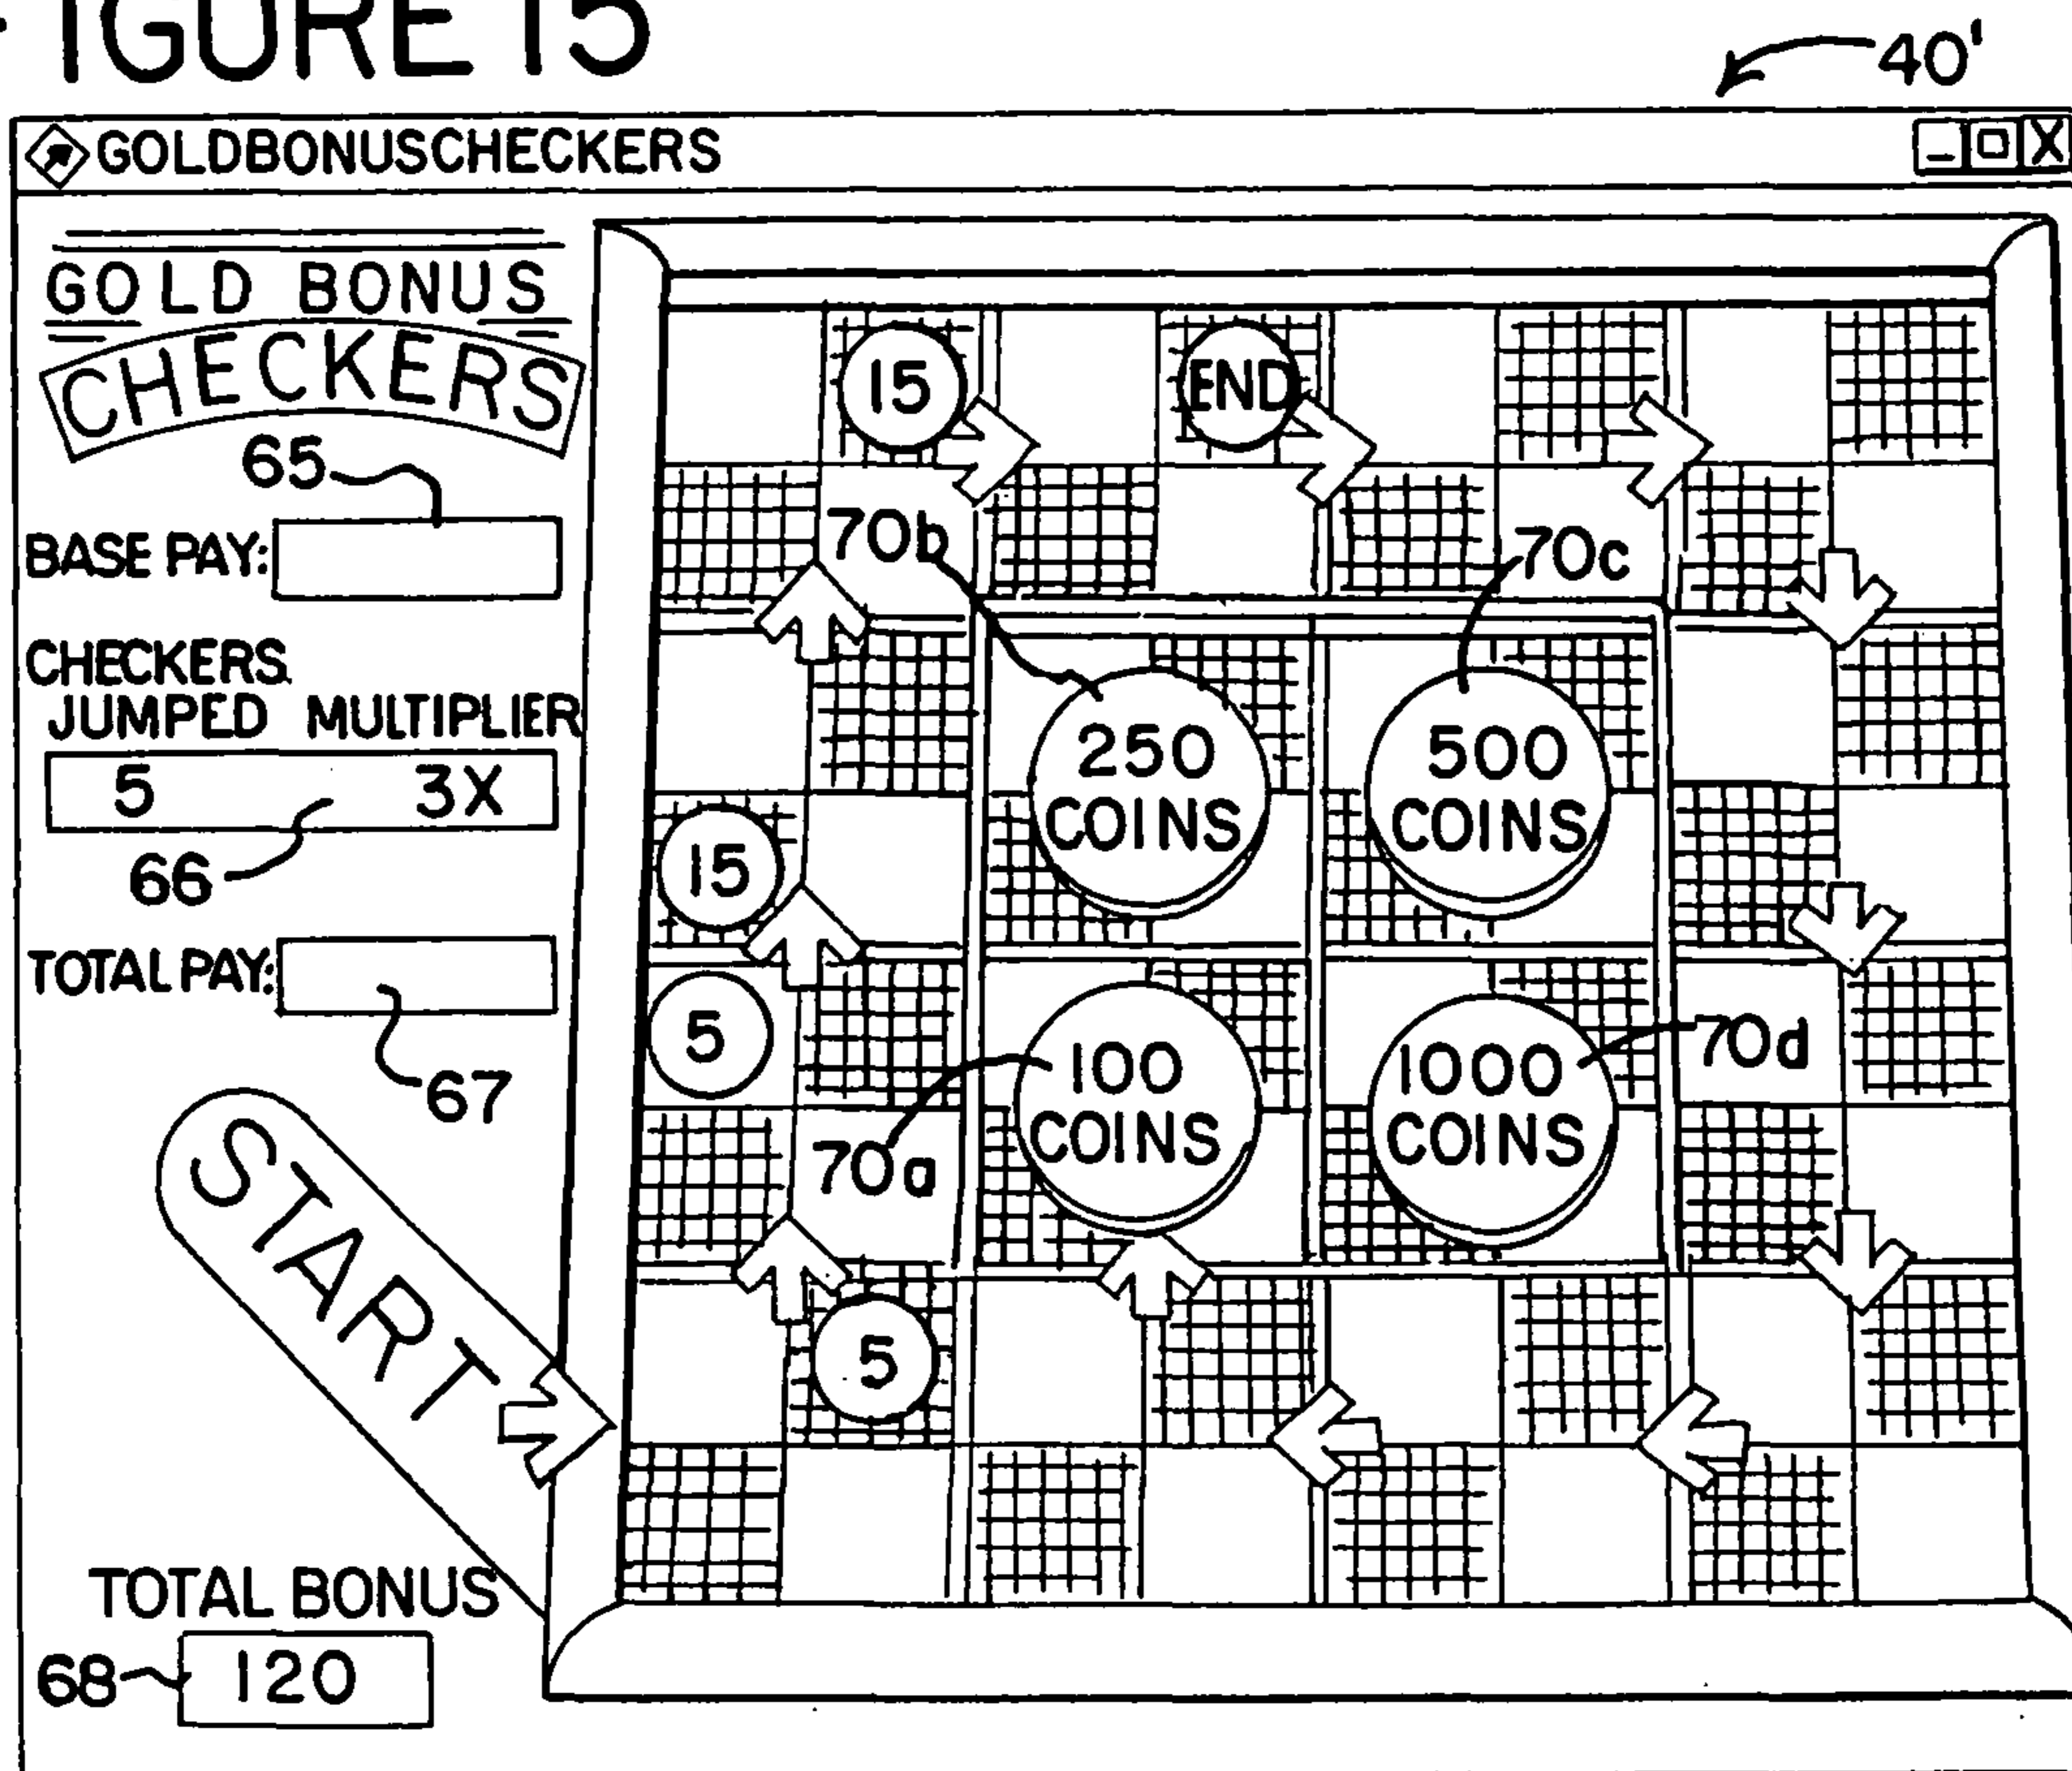 FIGURE 15
40'
GOLDBONUSCHECKERS
GOLD BONUS
CHECKERS
65
BASE PAY:
CHECKERS
JUMPED MULTIPLIER
5 3X
66
TOTAL PAY:
67
START
TOTAL BONUS
68 120
15 END
70b 70c
250
COINS
500
COINS
15
5
100
COINS
1000
COINS
70d
70a
5